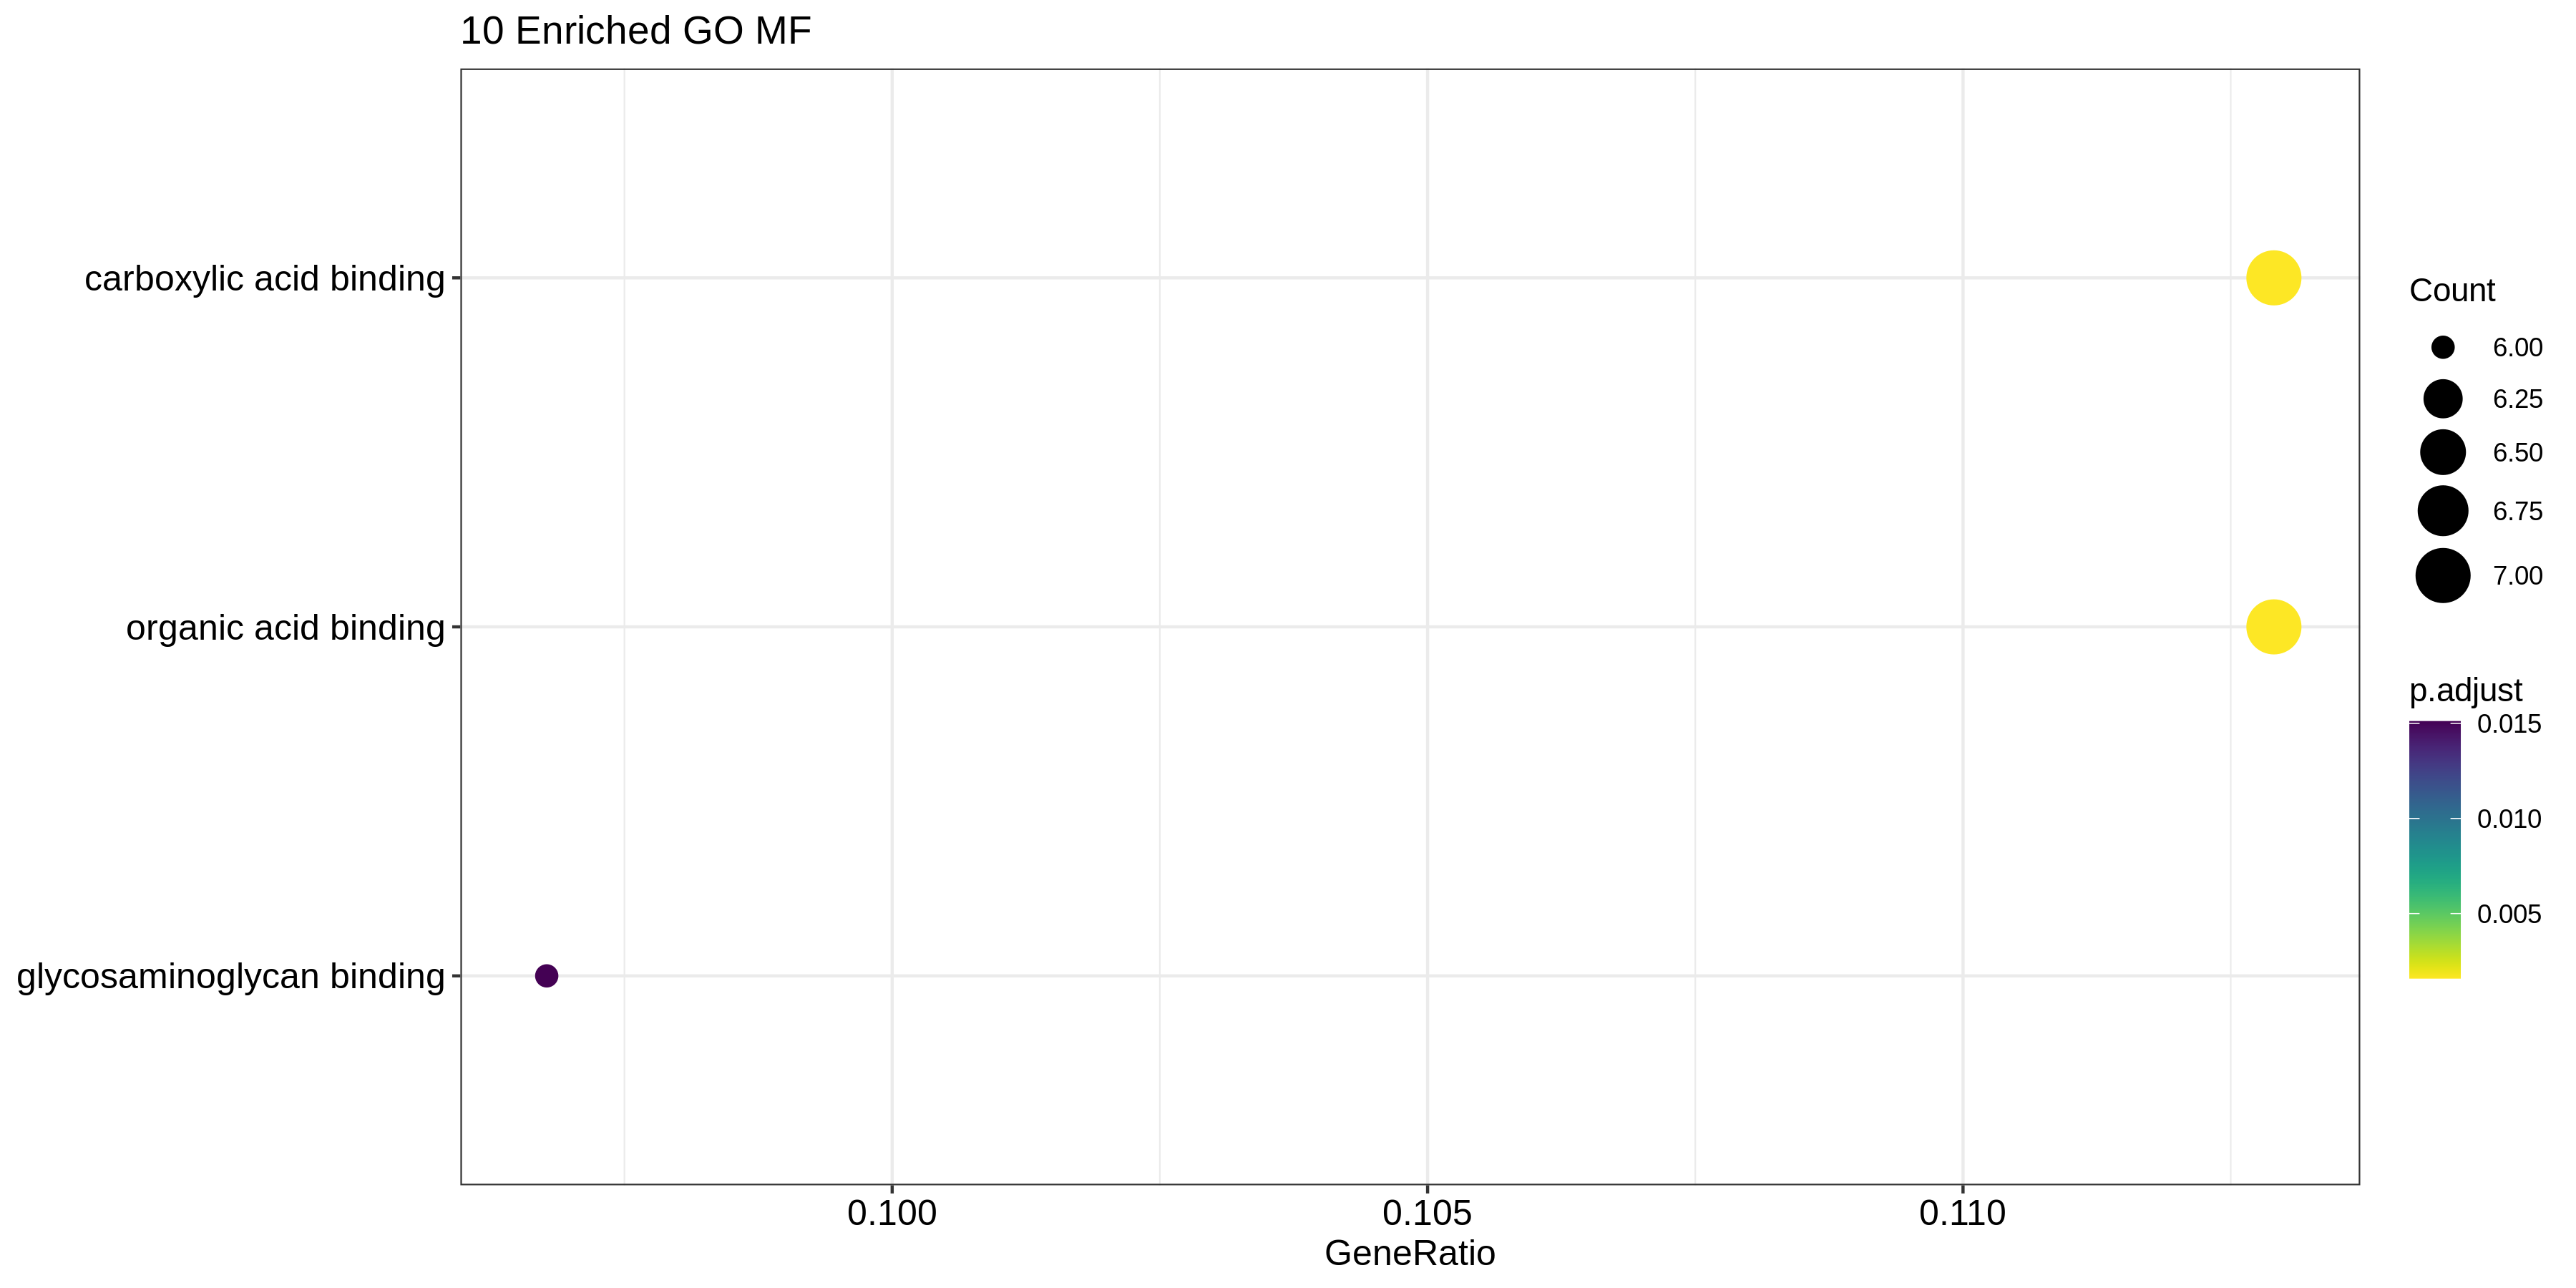 10 Enriched GO MF
carboxylic acid binding
organic acid binding
glycosaminoglycan binding
0.100
0.105
0.110
GeneRatio
Count
6.00
6.25
6.50
6.75
7.00
p.adjust
0.015
0.010
0.005